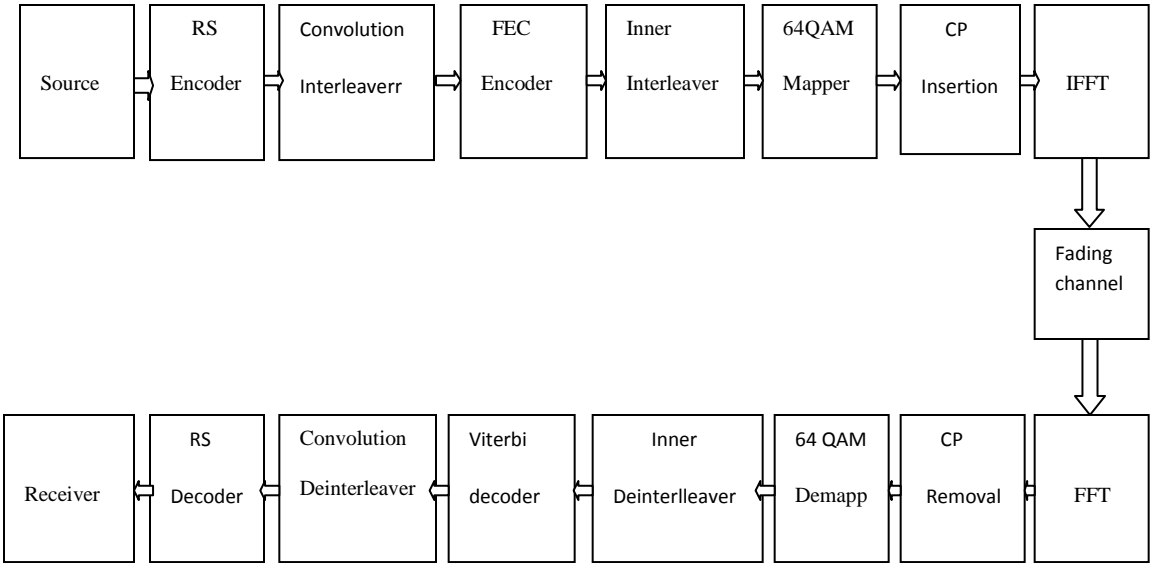 Source
RS
Encoder
Convolution
Interleaverr
FEC
Encoder
Inner
Interleaver
64QAM
Mapper
CP
Insertion
IFFT
Fading
channel
Receiver
RS
Decoder
Convolution
Deinterleaver
Viterbi
decoder
Inner
Deinterlleaver
64 QAM
Demapp
CP
Removal
FFT